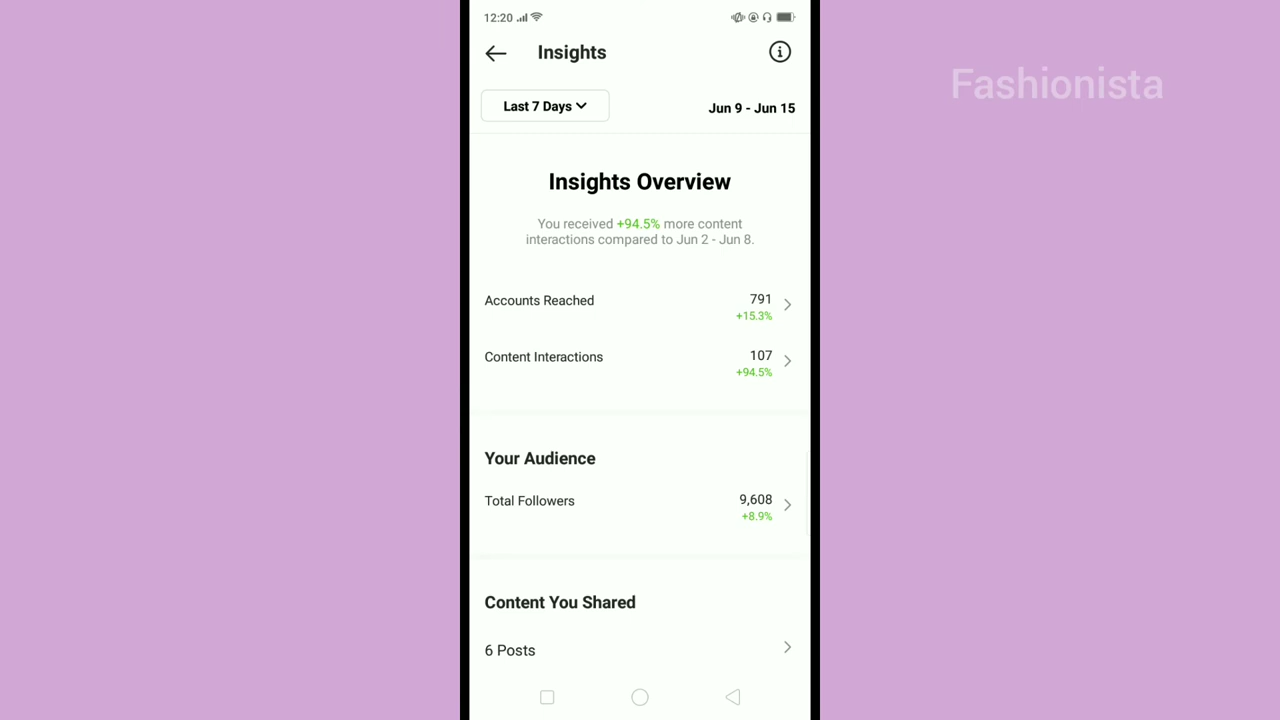 12:20
Insights
Fashionista
Last 7 Days
Jun 9 - Jun 15
Insights Overview
You received +94.5% more content
interactions compared to Jun 2 - Jun 8.
Accounts Reached
791
+15.3%
Content Interactions
107
+94.5%
Your Audience
Total Followers
9,608
+8.9%
Content You Shared
6 Posts